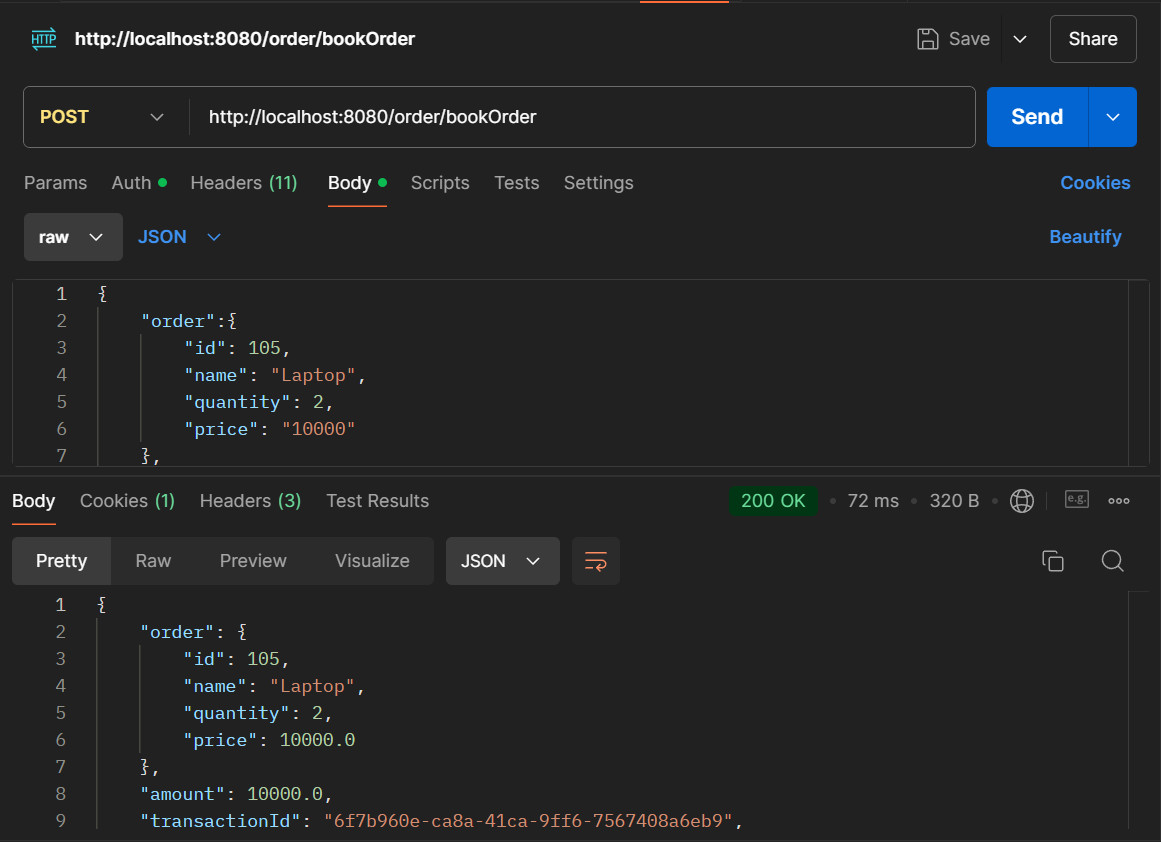 HTTP http://localhost:8080/order/bookOrder Save Share
POST http://localhost:8080/order/bookOrder Send
Params Auth Headers (11) Body Scripts Tests Settings Cookies
raw JSON Beautify
1 {
2 "order":{
3 "id": 105,
4 "name": "Laptop",
5 "quantity": 2,
6 "price": "10000"
7 },
Body Cookies (1) Headers (3) Test Results 200 OK • 72 ms • 320 B • e.g.
Pretty Raw Preview Visualize JSON
1 {
2 "order": {
3 "id": 105,
4 "name": "Laptop",
5 "quantity": 2,
6 "price": 10000.0
7 },
8 "amount": 10000.0,
9 "transactionId": "6f7b960e-ca8a-41ca-9ff6-7567408a6eb9",